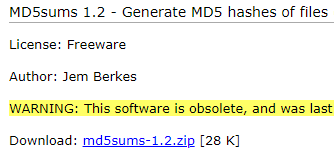 MD5sums 1.2 - Generate MD5 hashes of files
License: Freeware
Author: Jem Berkes
WARNING: This software is obsolete, and was last
Download: md5sums-1.2.zip [28 K]